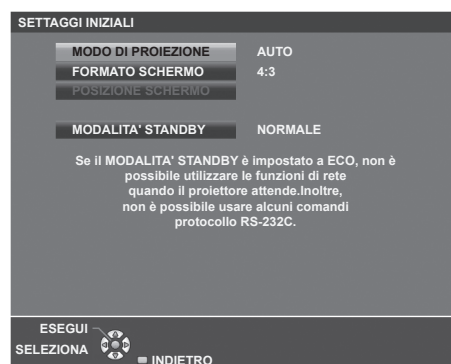 SETTAGGI INIZIALI
MODO DI PROIEZIONE AUTO
FORMATO SCHERMO 4:3
POSIZIONE SCHERMO
MODALITA' STANDBY NORMALE
Se il MODALITA' STANDBY è impostato a ECO, non è
possibile utilizzare le funzioni di rete
quando il proiettore attende.Inoltre,
non è possibile usare alcuni comandi
protocollo RS-232C.
ESEGUI
SELEZIONA
INDIETRO